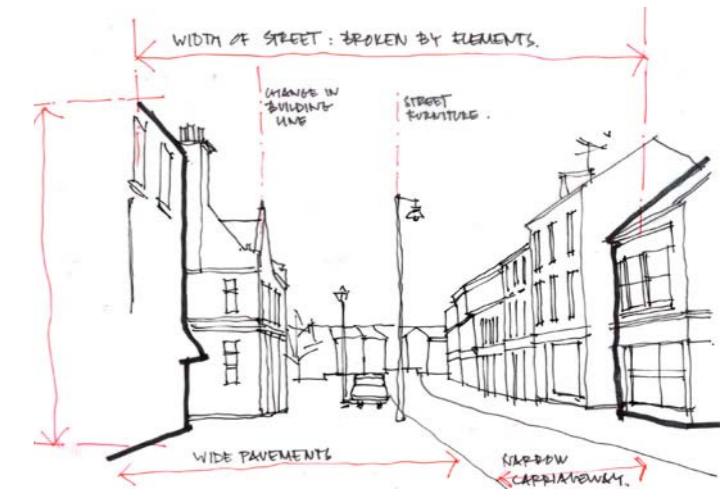 WIDTH OF STREET : BROKEN BY ELEMENTS.
CHANGE IN
BUILDING
LINE
STREET
FURNITURE.
WIDE PAVEMENTS
NARROW
CARRIAGEWAY.